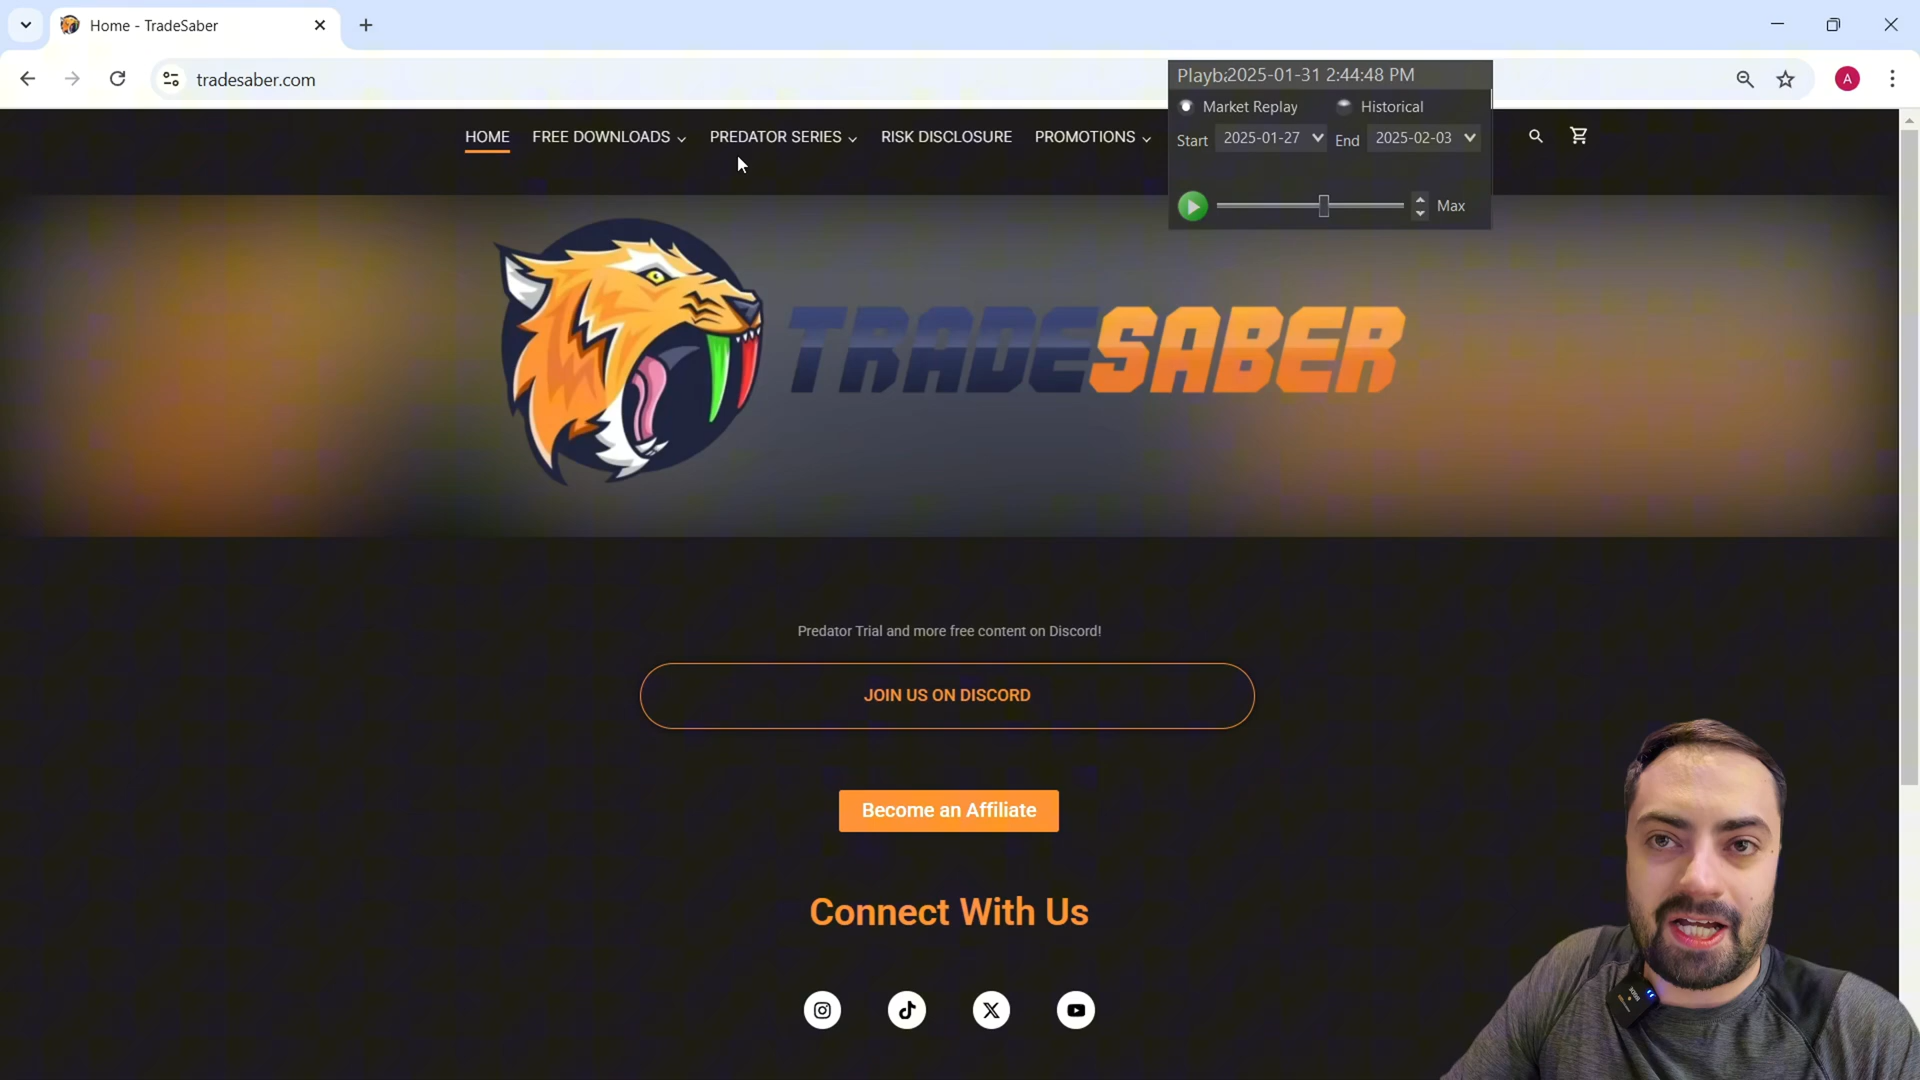 Home - TradeSaber
tradesaber.com
A
Playba2025-01-31 2:44:48 PM
Market Replay Historical
Start 2025-01-27 End 2025-02-03
Max
HOME FREE DOWNLOADS PREDATOR SERIES RISK DISCLOSURE PROMOTIONS
TRADESABER
Predator Trial and more free content on Discord!
JOIN US ON DISCORD
Become an Affiliate
Connect With Us